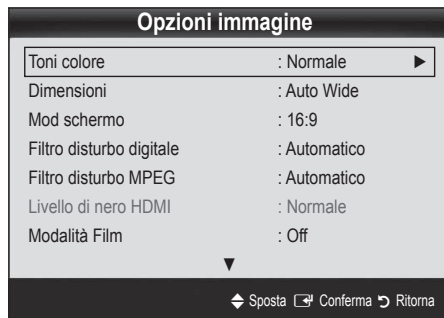 Opzioni immagine
Toni colore : Normale ▶
Dimensioni : Auto Wide
Mod schermo : 16:9
Filtro disturbo digitale : Automatico
Filtro disturbo MPEG : Automatico
Livello di nero HDMI : Normale
Modalità Film : Off
▼
Sposta Conferma Ritorna